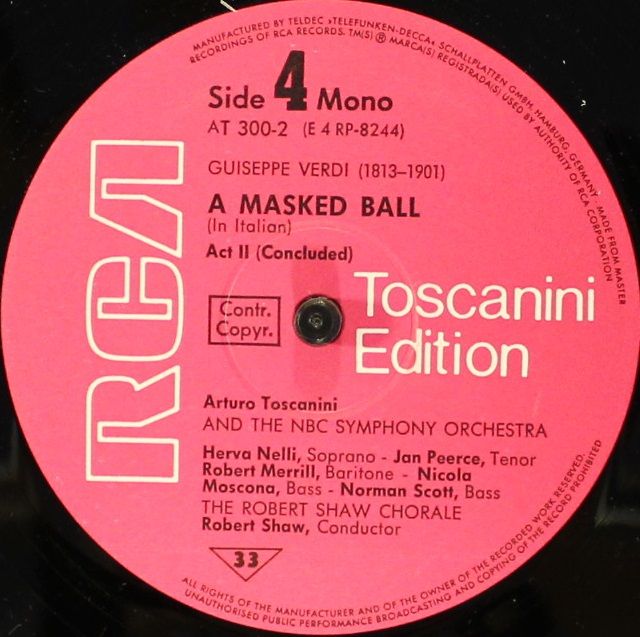 MANUFACTURED BY TELDEC »TELEFUNKEN-DECCA« SCHALLPLATTEN GMBH, HAMBURG, GERMANY · MADE FROM MASTER
RECORDINGS OF RCA RECORDS. TM(S) ® MARCA(S) REGISTRADA(S) USED BY AUTHORITY OF RCA CORPORATION
Side 4 Mono
AT 300-2 (E 4 RP-8244)
GUISEPPE VERDI (1813–1901)
A MASKED BALL
(In Italian)
Act II (Concluded)
RCA
Toscanini
Edition
Contr.
Copyr.
Arturo Toscanini
AND THE NBC SYMPHONY ORCHESTRA
Herva Nelli, Soprano - Jan Peerce, Tenor
Robert Merrill, Baritone - Nicola
Moscona, Bass - Norman Scott, Bass
THE ROBERT SHAW CHORALE
Robert Shaw, Conductor
33
ALL RIGHTS OF THE MANUFACTURER AND OF THE OWNER OF THE RECORDED WORK RESERVED.
UNAUTHORISED PUBLIC PERFORMANCE BROADCASTING AND COPYING OF THE RECORD PROHIBITED